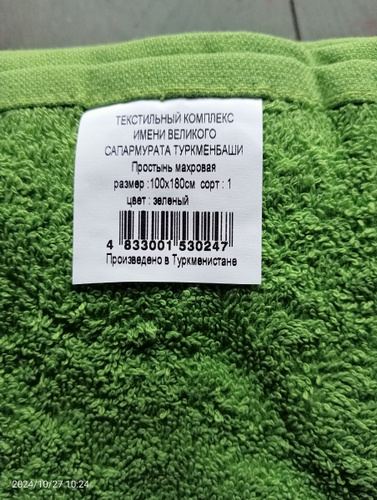 ТЕКСТИЛЬНЫЙ КОМПЛЕКС
ИМЕНИ ВЕЛИКОГО
САПАРМУРАТА ТУРКМЕНБАШИ
Простынь махровая
размер :100x180см сорт : 1
цвет : зеленый
4 833001 530247
Произведено в Туркменистане
2024/10/27 10:24